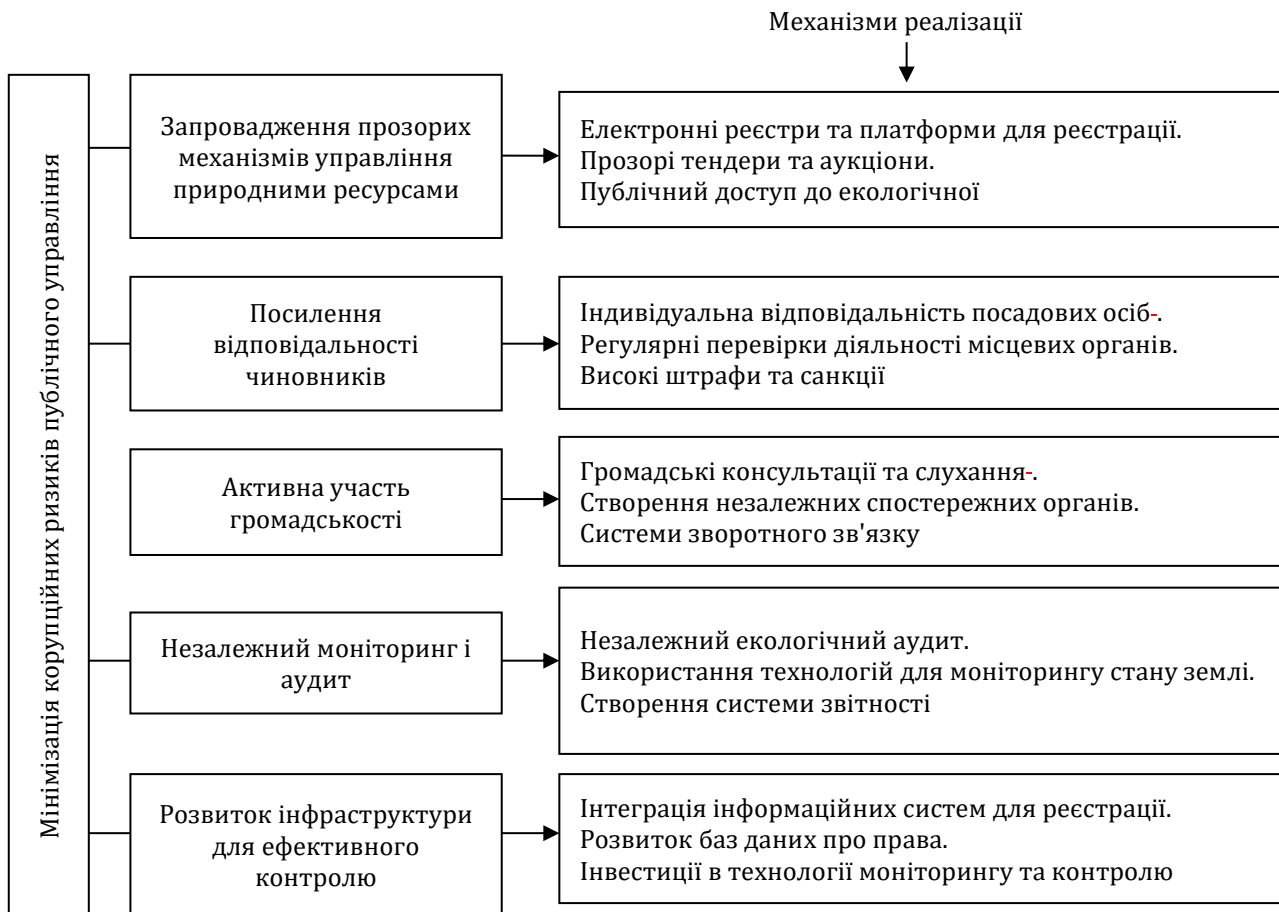 Механізми реалізації
Мінімізація корупційних ризиків публічного управління
Запровадження прозорих
механізмів управління
природними ресурсами
Електронні реєстри та платформи для реєстрації.
Прозорі тендери та аукціони.
Публічний доступ до екологічної
Посилення
відповідальності
чиновників
Індивідуальна відповідальність посадових осіб-.
Регулярні перевірки діяльності місцевих органів.
Високі штрафи та санкції
Активна участь
громадськості
Громадські консультації та слухання-.
Створення незалежних спостережних органів.
Системи зворотного зв'язку
Незалежний моніторинг і
аудит
Незалежний екологічний аудит.
Використання технологій для моніторингу стану землі.
Створення системи звітності
Розвиток інфраструктури
для ефективного
контролю
Інтеграція інформаційних систем для реєстрації.
Розвиток баз даних про права.
Інвестиції в технології моніторингу та контролю